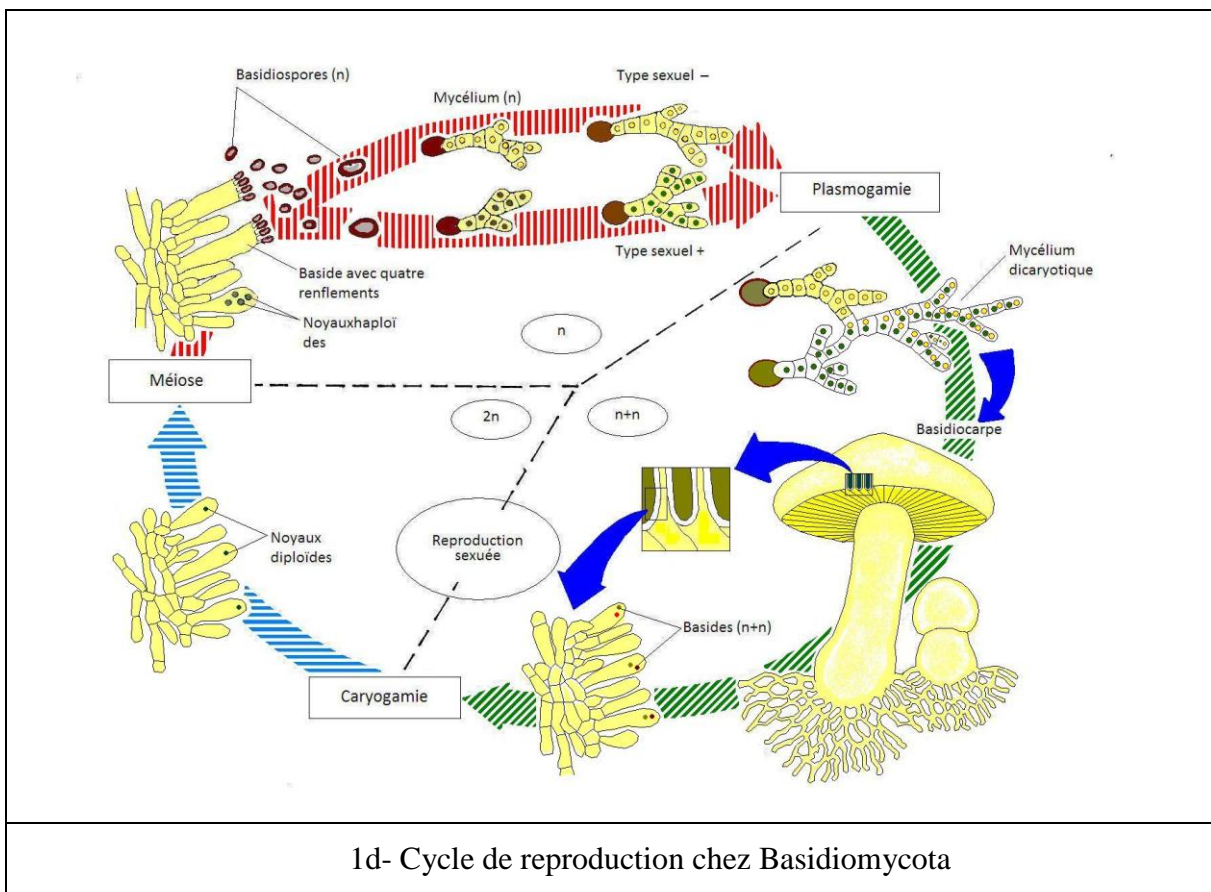 Basidiospores (n)
Type sexuel –
Mycélium (n)
Plasmogamie
Type sexuel +
Mycélium
dicaryotique
Baside avec quatre
renflements
Noyauxhaploï
des
n
Méiose
2n
n+n
Basidiocarpe
Noyaux
diploïdes
Reproduction
sexuée
Basides (n+n)
Caryogamie
1d- Cycle de reproduction chez Basidiomycota